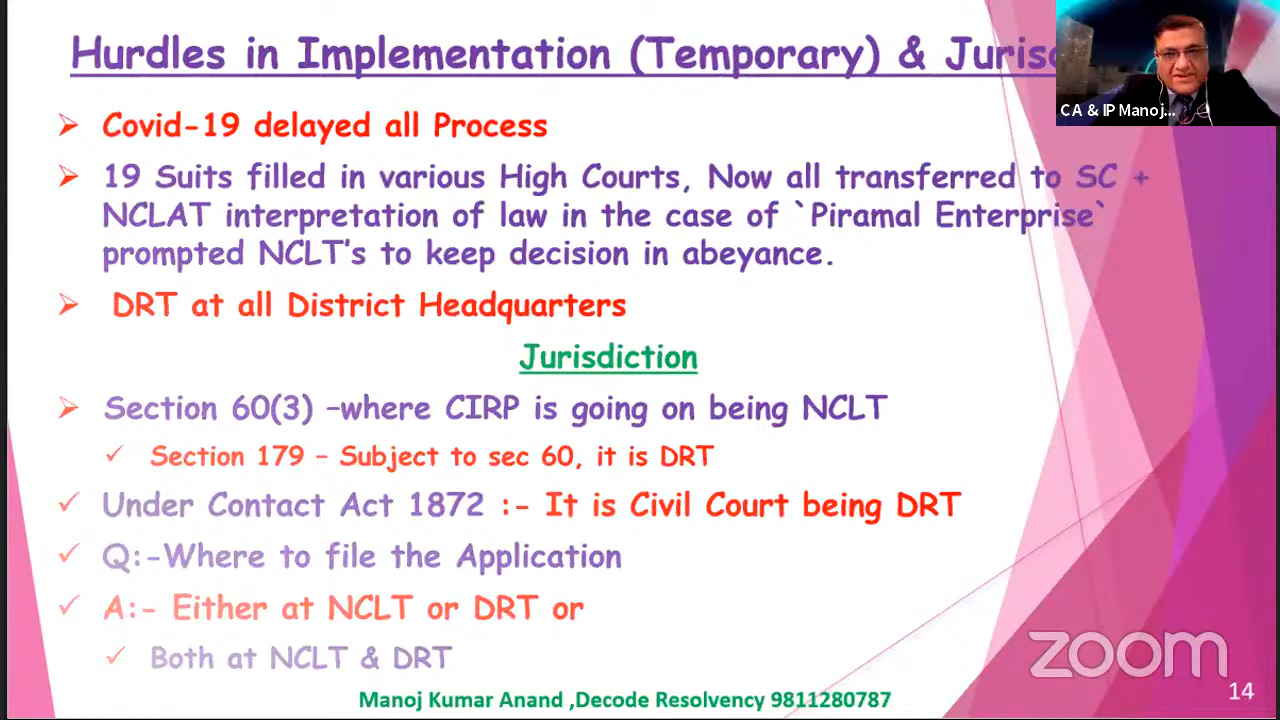 Hurdles in Implementation (Temporary) & Juris
CA & IP Manoj...
Covid-19 delayed all Process
19 Suits filled in various High Courts, Now all transferred to SC +
NCLAT interpretation of law in the case of `Piramal Enterprise`
prompted NCLT's to keep decision in abeyance.
DRT at all District Headquarters
Jurisdiction
Section 60(3) –where CIRP is going on being NCLT
Section 179 – Subject to sec 60, it is DRT
Under Contact Act 1872 :- It is Civil Court being DRT
Q:-Where to file the Application
A:- Either at NCLT or DRT or
Both at NCLT & DRT
zoom
Manoj Kumar Anand ,Decode Resolvency 9811280787
14